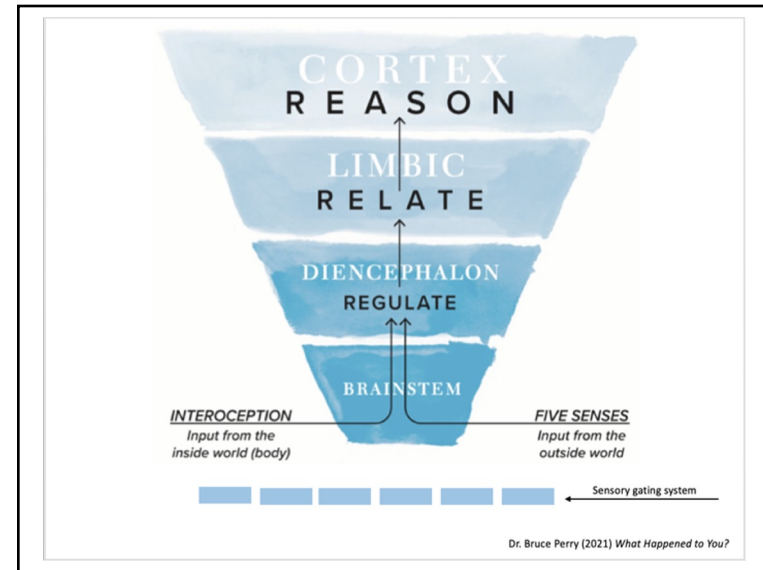 CORTEX
REASON
LIMBIC
RELATE
DIENCEPHALON
REGULATE
BRAINSTEM
INTEROCEPTION
Input from the
inside world (body)
FIVE SENSES
Input from the
outside world
Sensory gating system
Dr. Bruce Perry (2021) What Happened to You?